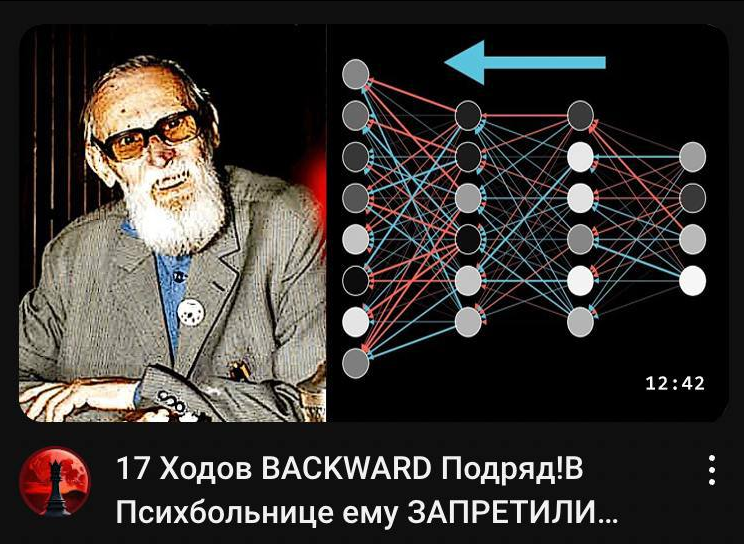 12:42
17 Ходов BACKWARD Подряд!В
Психбольнице ему ЗАПРЕТИЛИ...